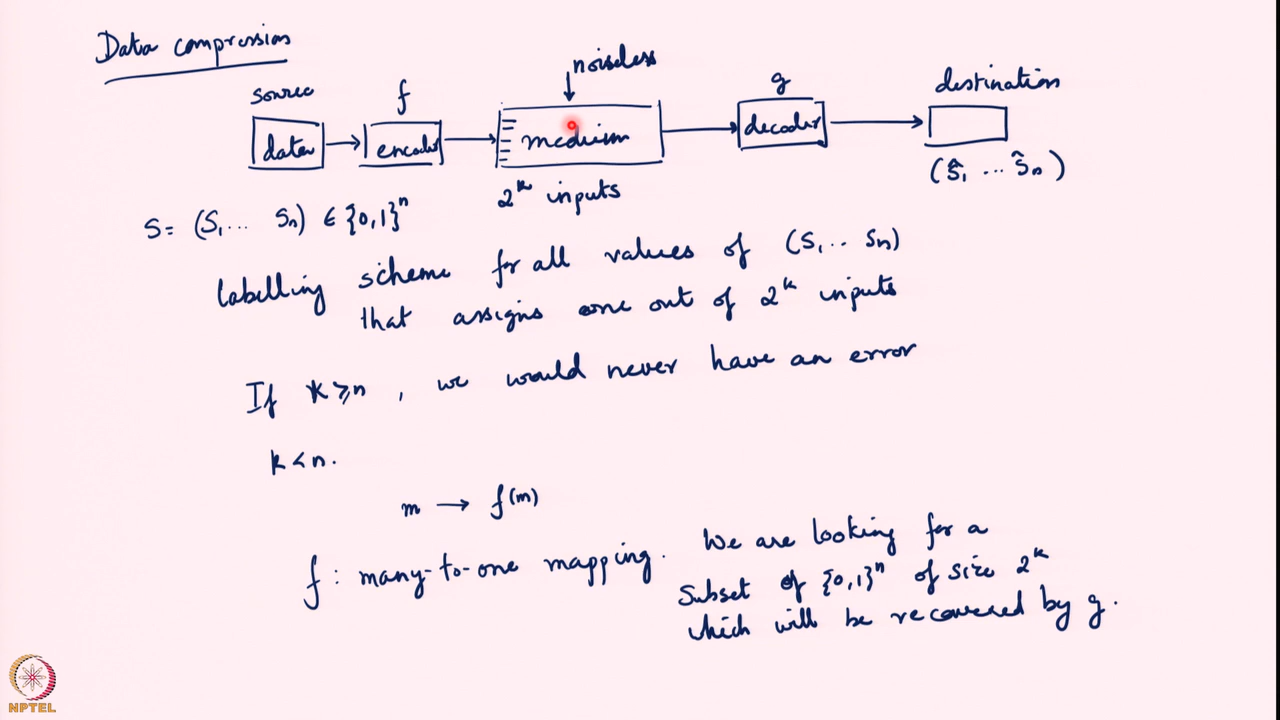 Data compression
noiseless
source f g destination
data encoder medium decoder
2^k inputs (ŝ₁ ... ŝₙ)
S = (S₁... Sₙ) ∈ {0,1}ⁿ
Labelling scheme for all values of (S₁.. Sₙ)
that assigns one out of 2^k inputs
If k ⩾ n, we would never have an error
k < n.
m → f(m)
f : many-to-one mapping. We are looking for a
subset of {0,1}ⁿ of size 2^k
which will be recovered by g.
NPTEL